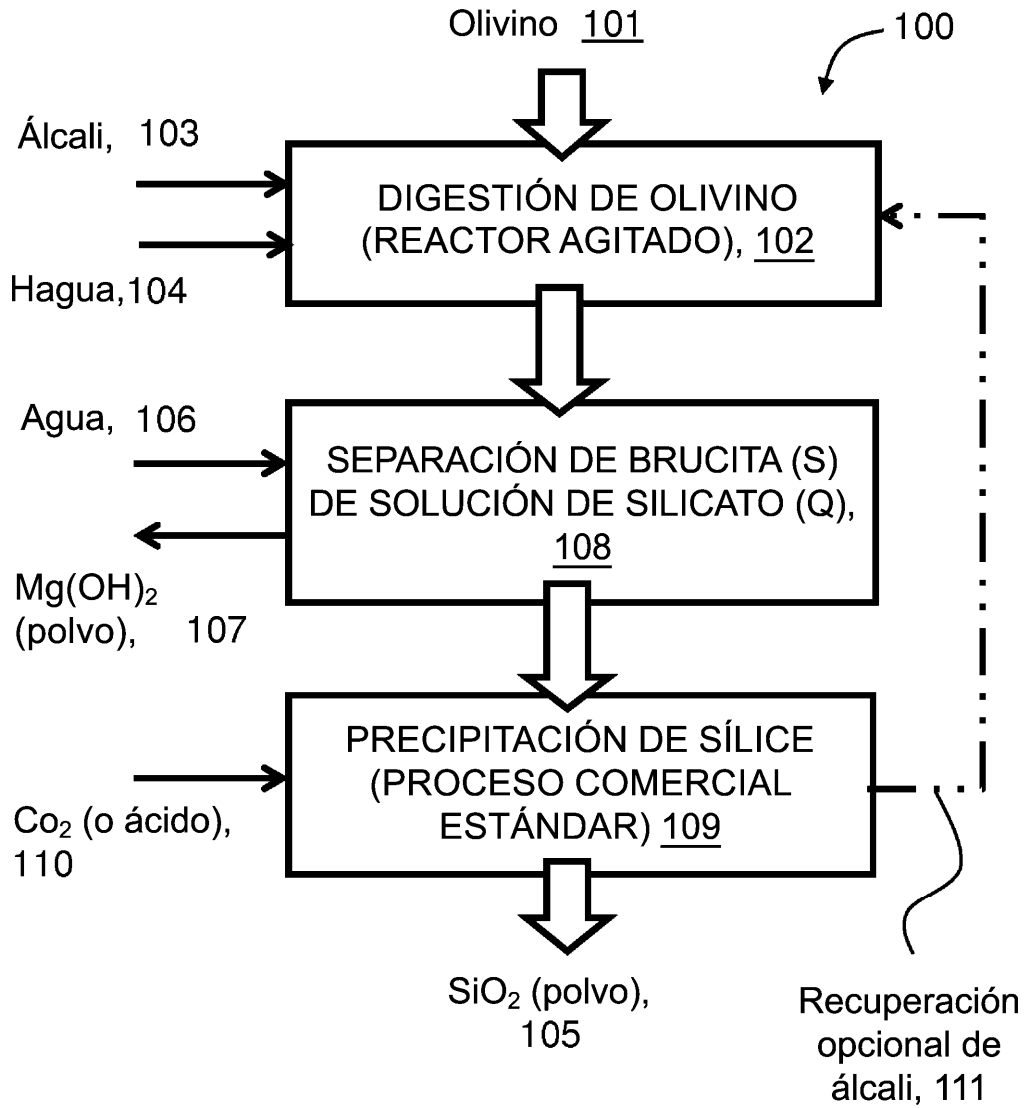 Olivino 101
100
Álcali, 103
DIGESTIÓN DE OLIVINO
(REACTOR AGITADO), 102
Hagua,104
Agua, 106
SEPARACIÓN DE BRUCITA (S)
DE SOLUCIÓN DE SILICATO (Q),
108
Mg(OH)₂
(polvo), 107
PRECIPITACIÓN DE SÍLICE
(PROCESO COMERCIAL
ESTÁNDAR) 109
Co₂ (o ácido),
110
SiO₂ (polvo),
105
Recuperación
opcional de
álcali, 111